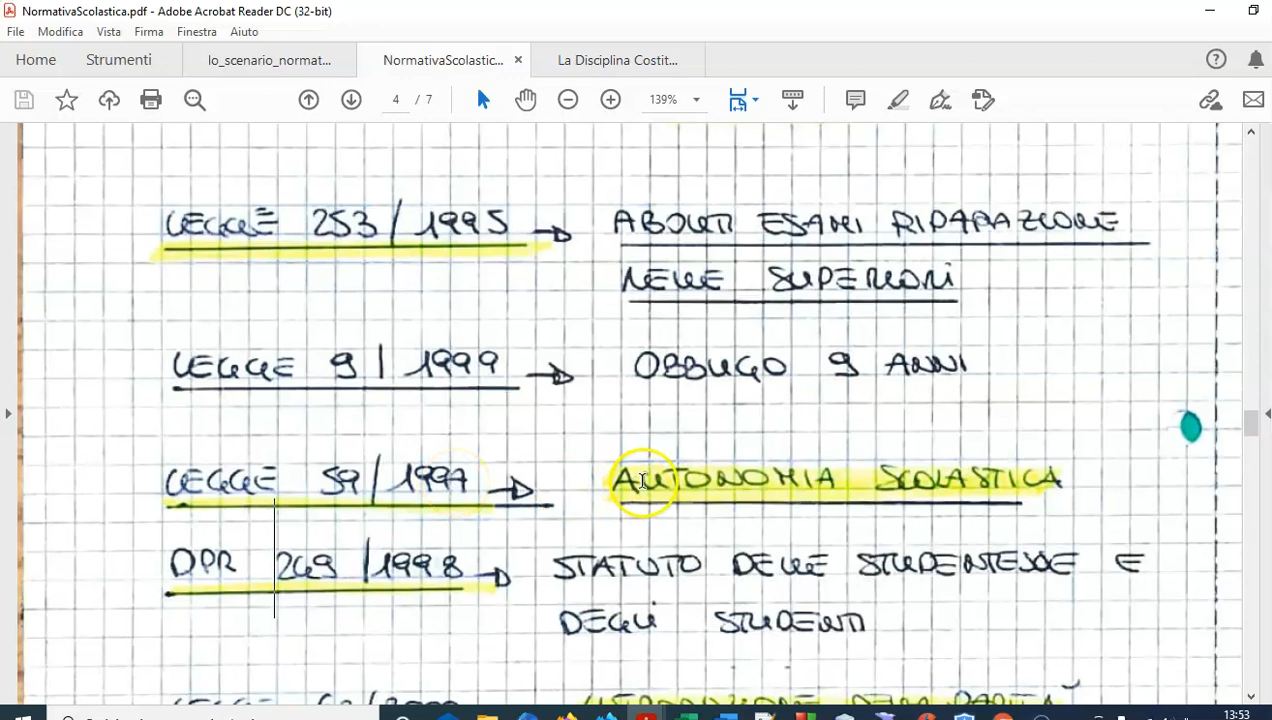 NormativaScolastica.pdf - Adobe Acrobat Reader DC (32-bit)
File Modifica Vista Firma Finestra Aiuto
Home Strumenti lo_scenario_normat... NormativaScolastic... La Disciplina Costit...
4 / 7 139%
LEGGE 253/1995 → ABOLITI ESAMI RIPARAZIONE
NELLE SUPERIORI
LEGGE 9/1999 → OBBLIGO 9 ANNI
LEGGE 59/1997 → AUTONOMIA SCOLASTICA
DPR 249/1998 → STATUTO DELLE STUDENTESSE E
DEGLI STUDENTI
13:53